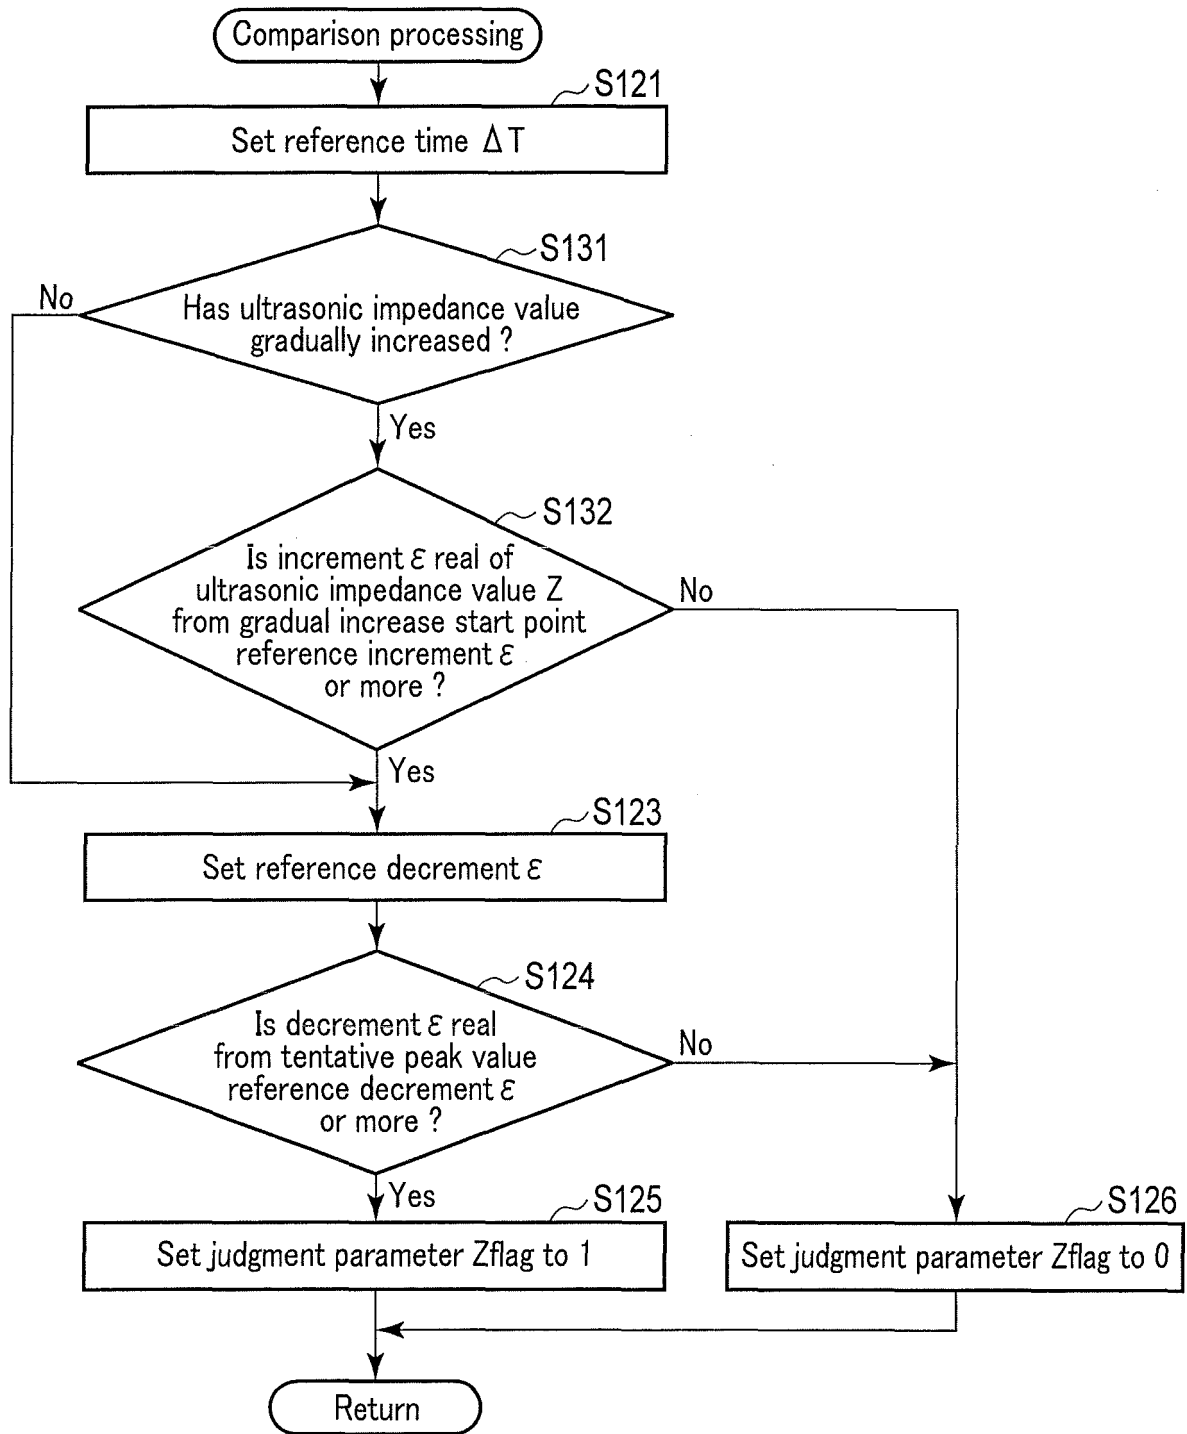 Comparison processing
S121
Set reference time ΔT
S131
Has ultrasonic impedance value
gradually increased ?
No
Yes
S132
Is increment ε real of
ultrasonic impedance value Z
from gradual increase start point
reference increment ε
or more ?
No
Yes
S123
Set reference decrement ε
S124
Is decrement ε real
from tentative peak value
reference decrement ε
or more ?
No
Yes
S125
Set judgment parameter Zflag to 1
S126
Set judgment parameter Zflag to 0
Return